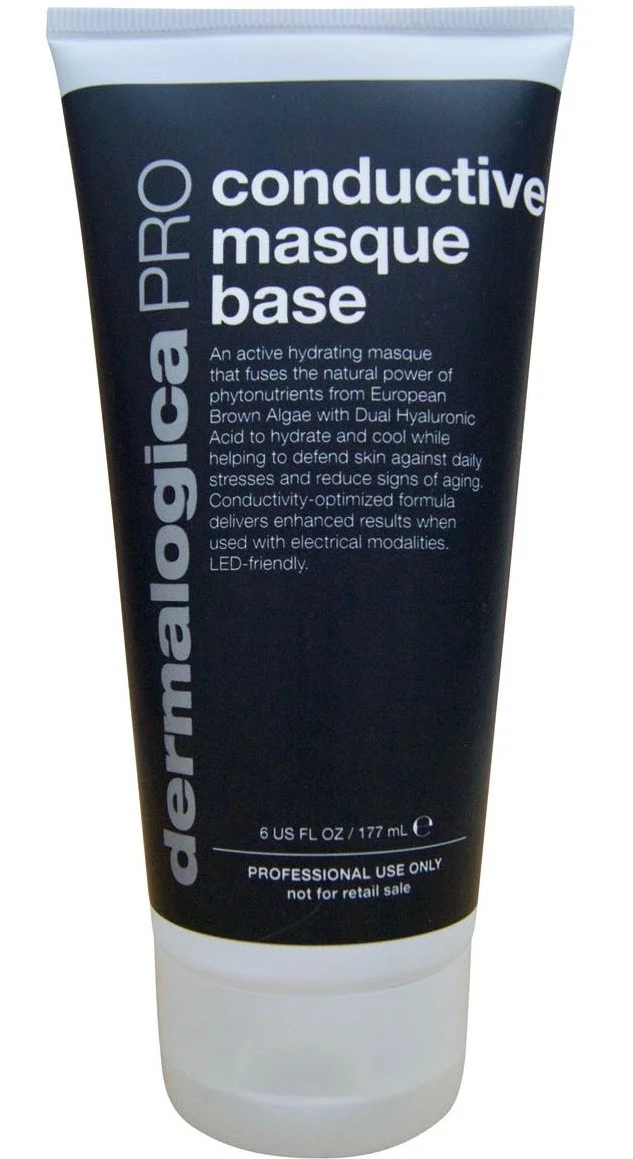 dermalogica PRO
conductive
masque
base
An active hydrating masque
that fuses the natural power of
phytonutrients from European
Brown Algae with Dual Hyaluronic
Acid to hydrate and cool while
helping to defend skin against daily
stresses and reduce signs of aging.
Conductivity-optimized formula
delivers enhanced results when
used with electrical modalities.
LED-friendly.
6 US FL OZ / 177 mL ℮
PROFESSIONAL USE ONLY
not for retail sale